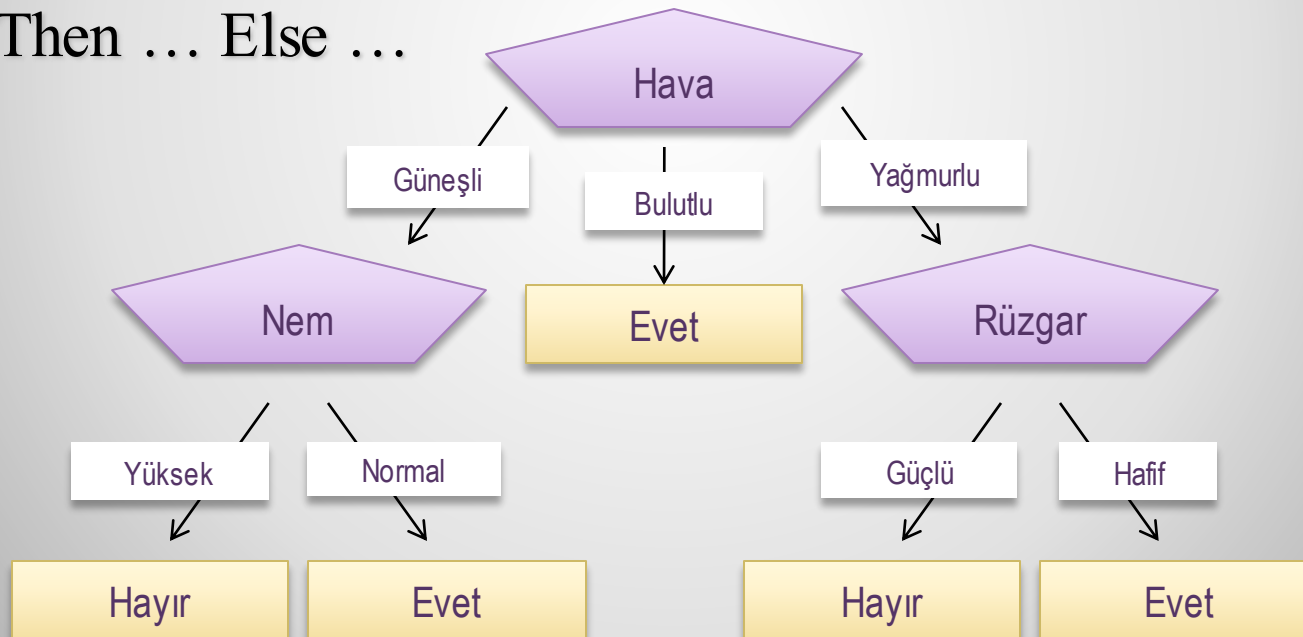 Then … Else …
Hava
Güneşli
Bulutlu
Yağmurlu
Nem
Evet
Rüzgar
Yüksek
Normal
Güçlü
Hafif
Hayır
Evet
Hayır
Evet